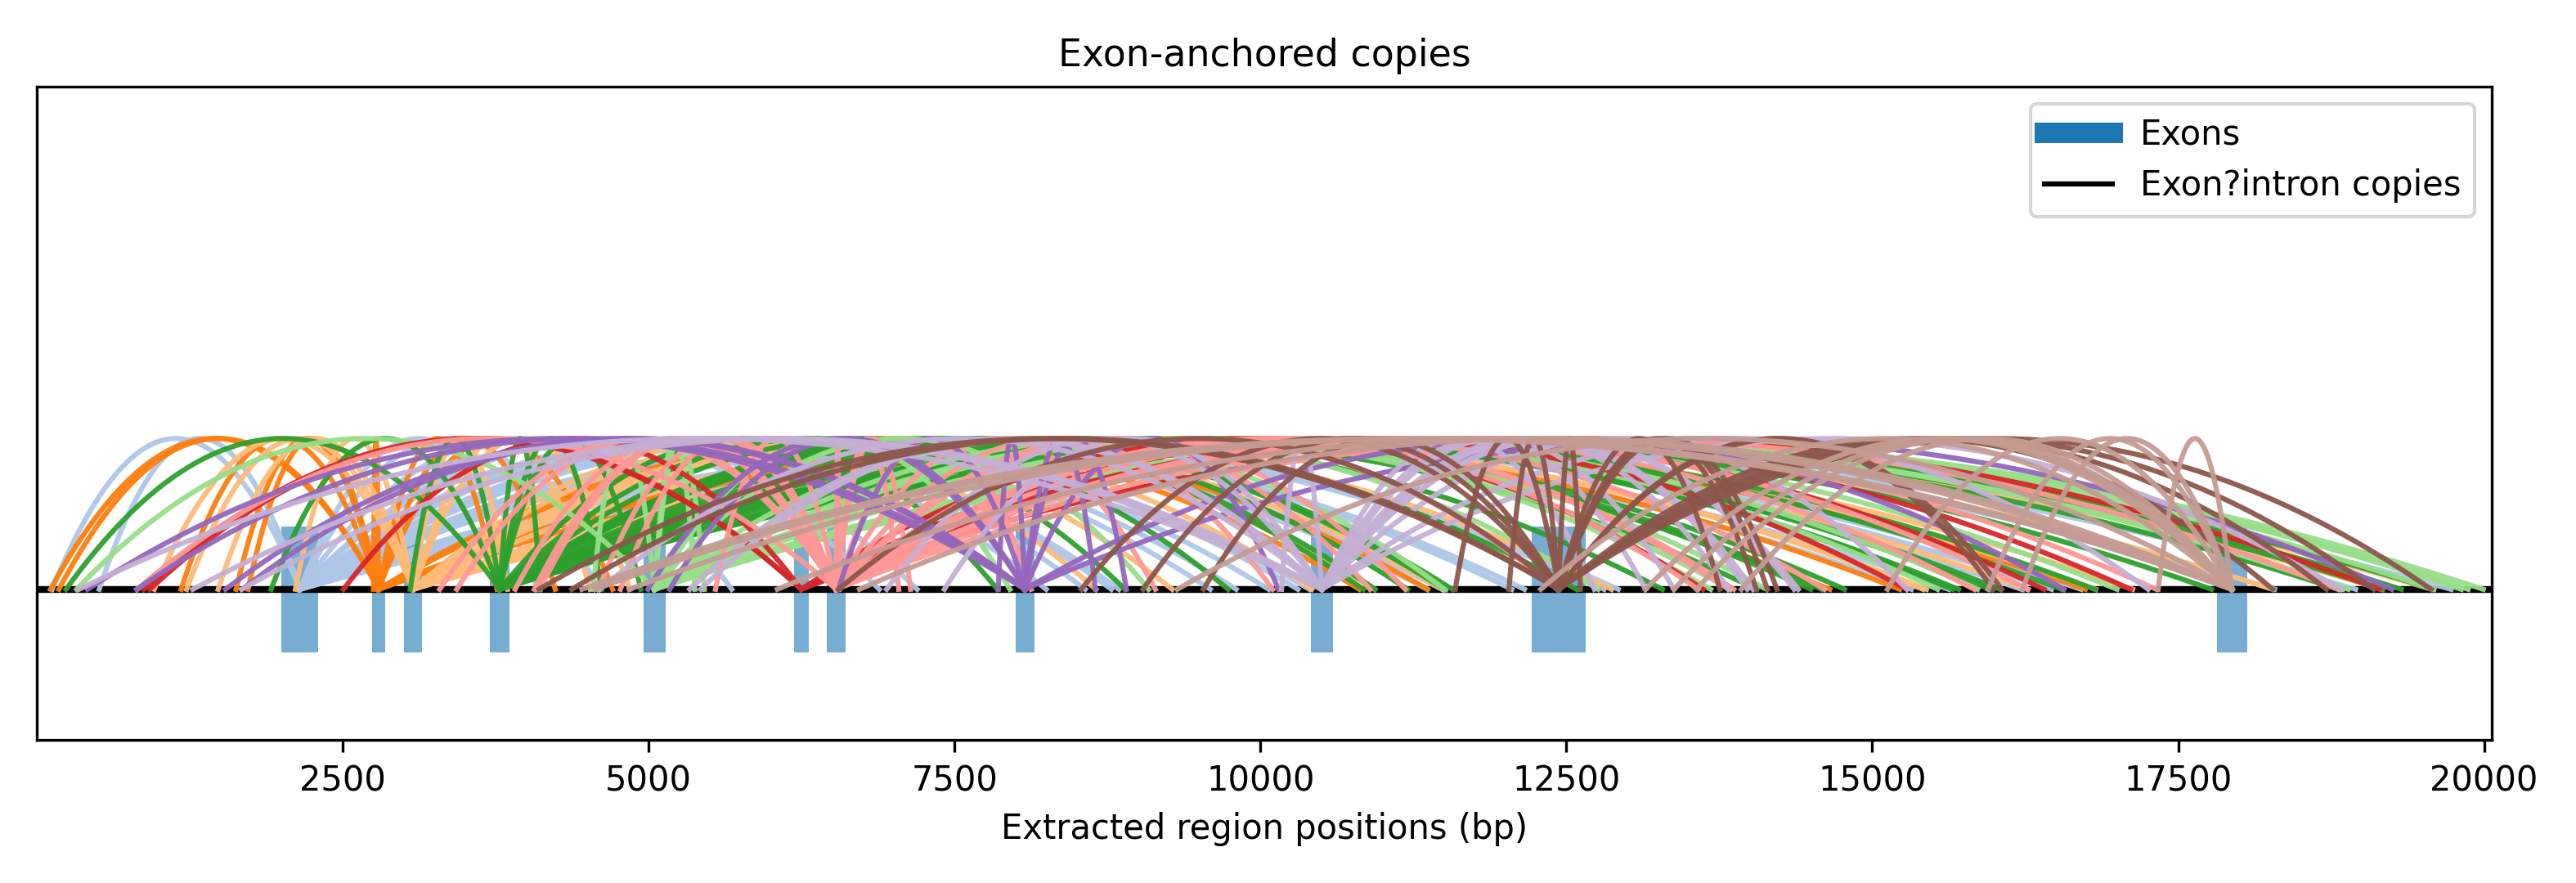 Exon-anchored copies
Exons
Exon?intron copies
2500 5000 7500 10000 12500 15000 17500 20000
Extracted region positions (bp)